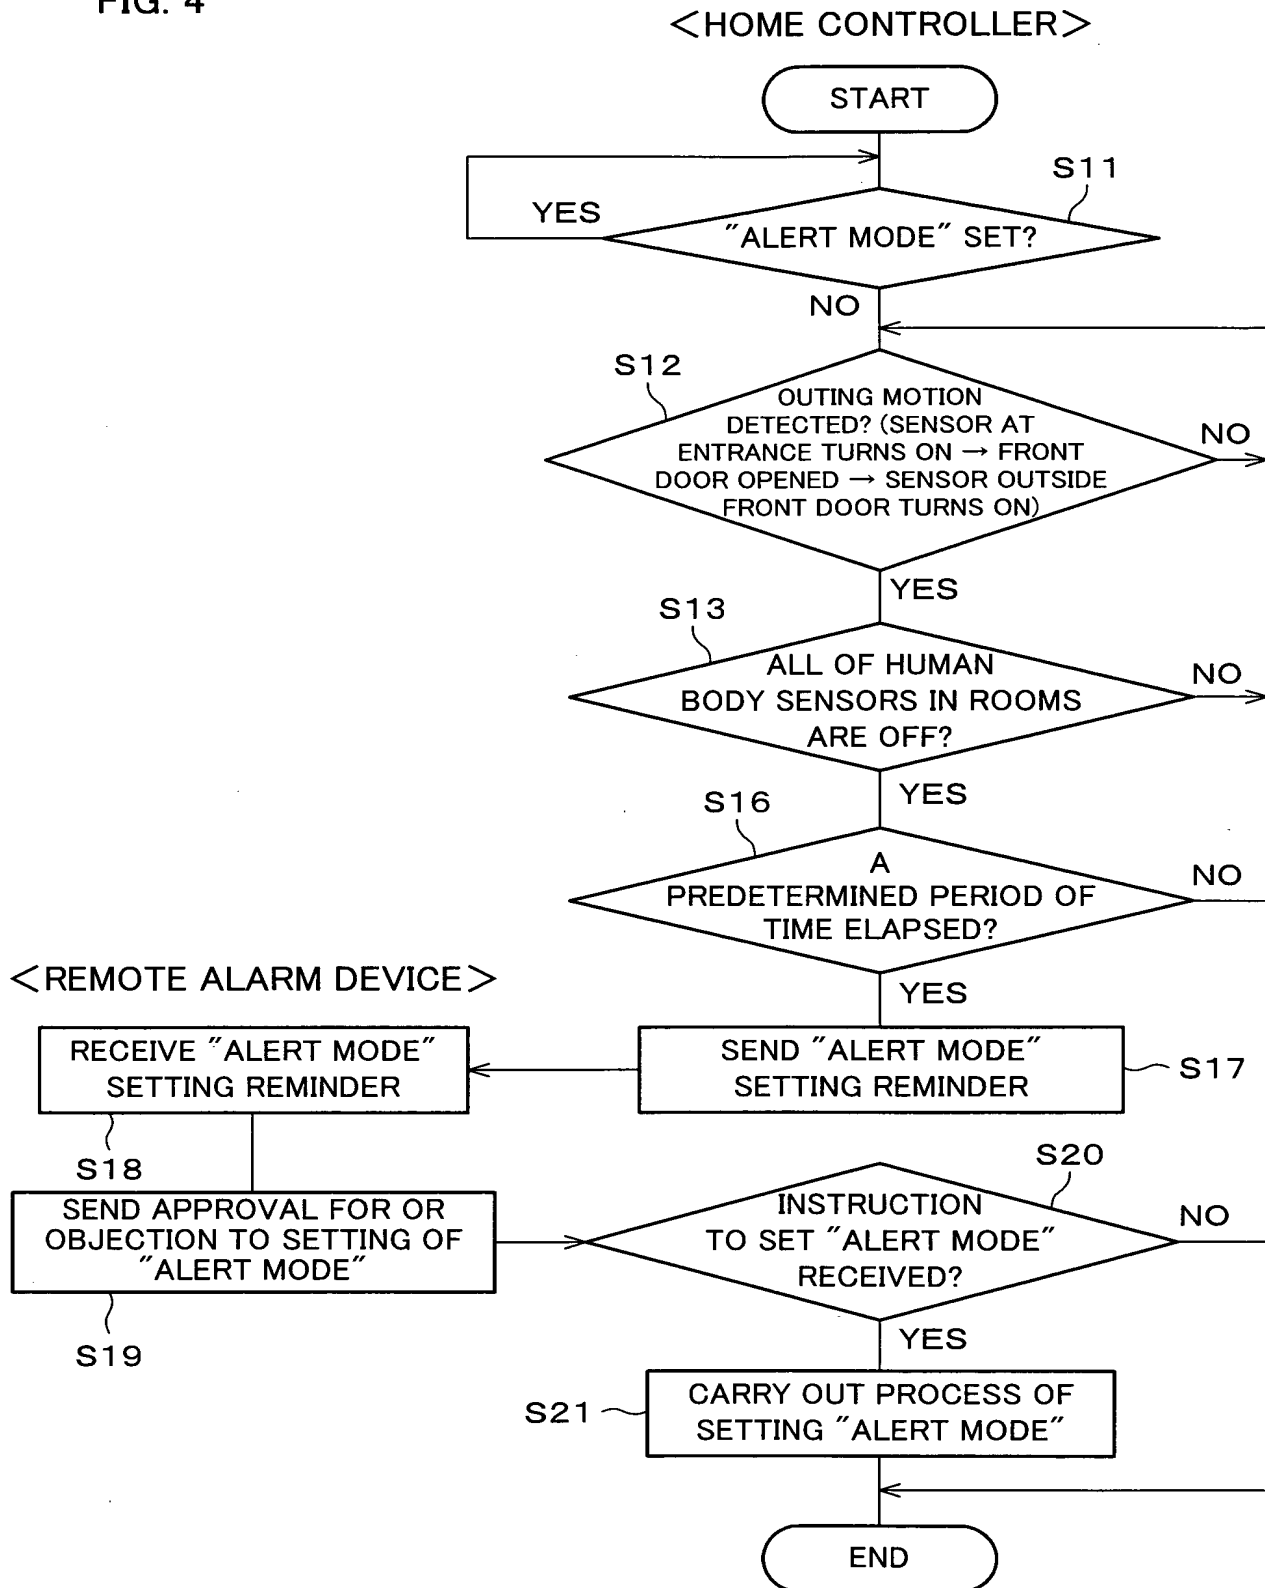 FIG. 4
<HOME CONTROLLER>
START
S11
YES
"ALERT MODE" SET?
NO
S12
OUTING MOTION
DETECTED? (SENSOR AT
ENTRANCE TURNS ON → FRONT
DOOR OPENED → SENSOR OUTSIDE
FRONT DOOR TURNS ON)
NO
YES
S13
ALL OF HUMAN
BODY SENSORS IN ROOMS
ARE OFF?
NO
YES
S16
A
PREDETERMINED PERIOD OF
TIME ELAPSED?
NO
YES
<REMOTE ALARM DEVICE>
RECEIVE "ALERT MODE"
SETTING REMINDER
S18
SEND "ALERT MODE"
SETTING REMINDER
S17
SEND APPROVAL FOR OR
OBJECTION TO SETTING OF
"ALERT MODE"
S19
S20
INSTRUCTION
TO SET "ALERT MODE"
RECEIVED?
NO
YES
S21
CARRY OUT PROCESS OF
SETTING "ALERT MODE"
END